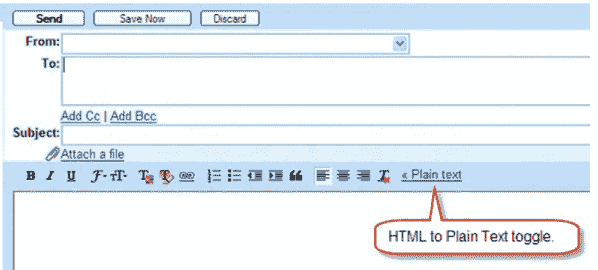 Send Save Now Discard
From:
To:
Add Cc | Add Bcc
Subject:
Attach a file
B I U F T T T « Plain text
HTML to Plain Text toggle.